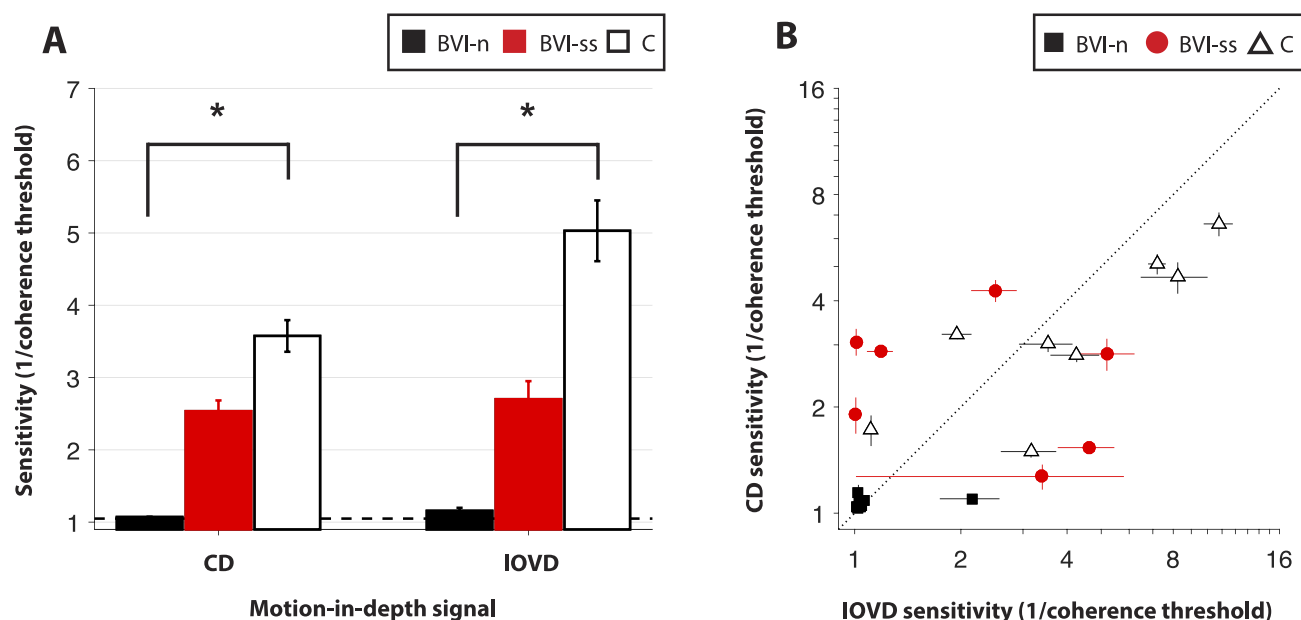 A
BVI-n BVI-ss C
Sensitivity (1/coherence threshold)
7
6
5
4
3
2
1
* *
CD IOVD
Motion-in-depth signal
B
BVI-n BVI-ss C
CD sensitivity (1/coherence threshold)
16
8
4
2
1
1 2 4 8 16
IOVD sensitivity (1/coherence threshold)